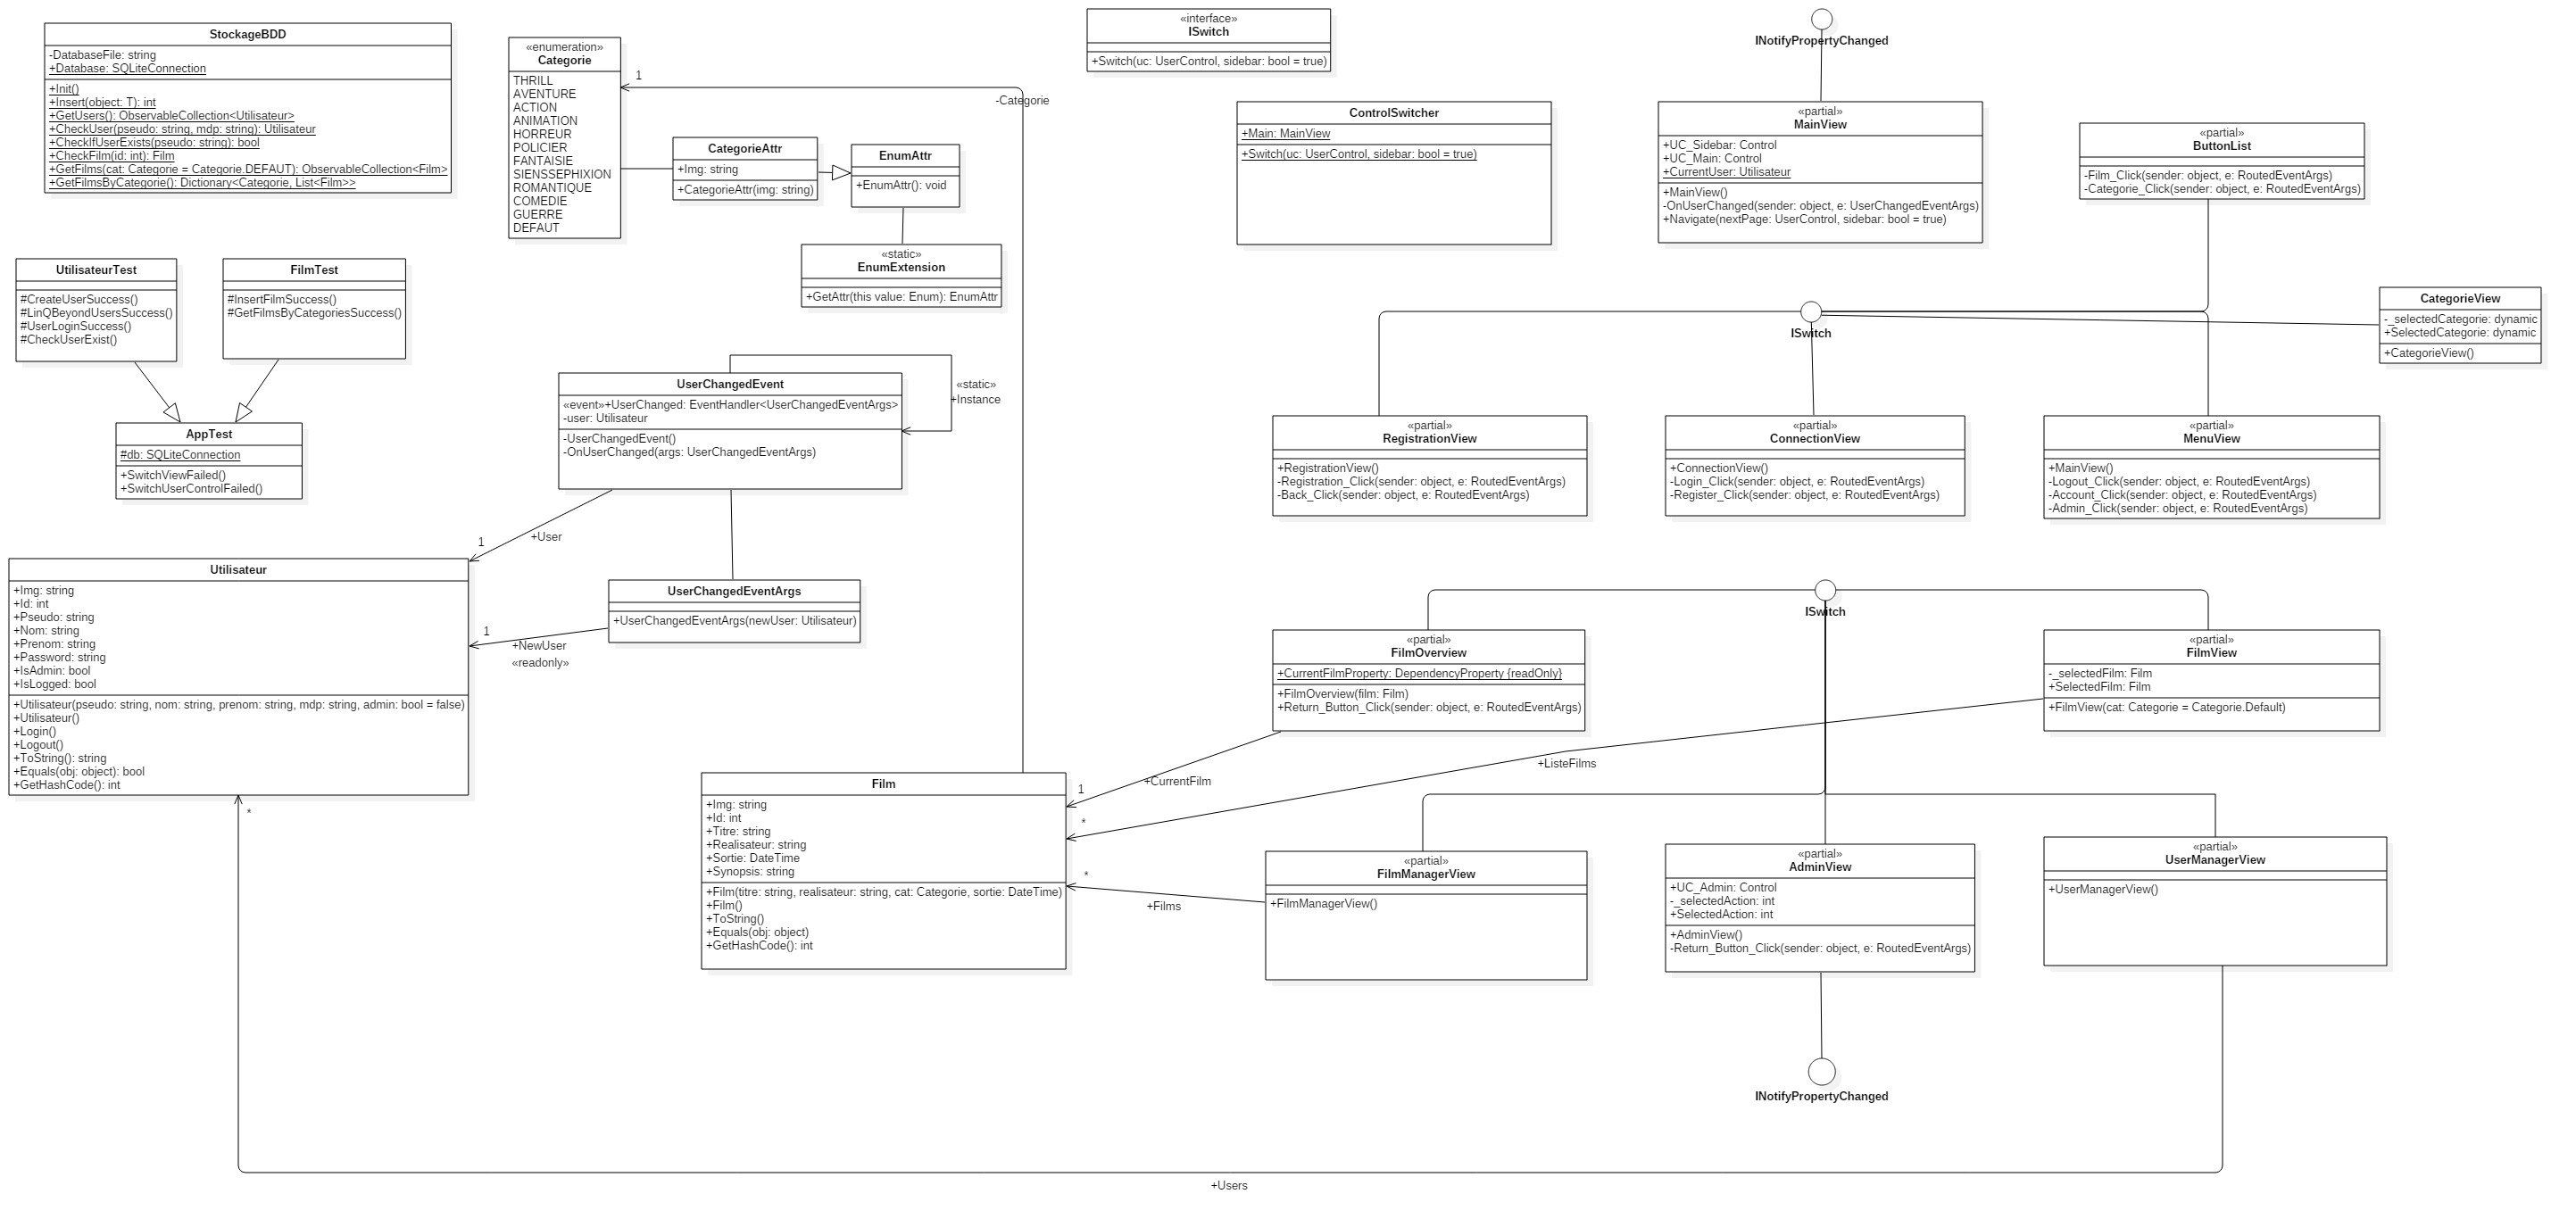 StockageBDD
-DatabaseFile: string
+Database: SQLiteConnection
+Init()
+Insert(object: T): int
+GetUsers(): ObservableCollection<Utilisateur>
+CheckUser(pseudo: string, mdp: string): Utilisateur
+CheckIfUserExists(pseudo: string): bool
+CheckFilm(id: int): Film
+GetFilms(cat: Categorie = Categorie.DEFAUT): ObservableCollection<Film>
+GetFilmsByCategorie(): Dictionary<Categorie, List<Film>>
«enumeration»
Categorie
THRILL
AVENTURE
ACTION
ANIMATION
HORREUR
POLICIER
FANTAISIE
SIENSSEPHIXION
ROMANTIQUE
COMEDIE
GUERRE
DEFAUT
1
-Categorie
CategorieAttr
+Img: string
+CategorieAttr(img: string)
EnumAttr
+EnumAttr(): void
«static»
EnumExtension
+GetAttr(this value: Enum): EnumAttr
«interface»
ISwitch
+Switch(uc: UserControl, sidebar: bool = true)
ControlSwitcher
+Main: MainView
+Switch(uc: UserControl, sidebar: bool = true)
INotifyPropertyChanged
«partial»
MainView
+UC_Sidebar: Control
+UC_Main: Control
+CurrentUser: Utilisateur
+MainView()
-OnUserChanged(sender: object, e: UserChangedEventArgs)
+Navigate(nextPage: UserControl, sidebar: bool = true)
«partial»
ButtonList
-Film_Click(sender: object, e: RoutedEventArgs)
-Categorie_Click(sender: object, e: RoutedEventArgs)
UtilisateurTest
#CreateUserSuccess()
#LinQBeyondUsersSuccess()
#UserLoginSuccess()
#CheckUserExist()
FilmTest
#InsertFilmSuccess()
#GetFilmsByCategoriesSuccess()
AppTest
#db: SQLiteConnection
+SwitchViewFailed()
+SwitchUserControlFailed()
UserChangedEvent
«event»+UserChanged: EventHandler<UserChangedEventArgs>
-user: Utilisateur
-UserChangedEvent()
-OnUserChanged(args: UserChangedEventArgs)
«static»
+Instance
ISwitch
CategorieView
-_selectedCategorie: dynamic
+SelectedCategorie: dynamic
+CategorieView()
«partial»
RegistrationView
+RegistrationView()
-Registration_Click(sender: object, e: RoutedEventArgs)
-Back_Click(sender: object, e: RoutedEventArgs)
«partial»
ConnectionView
+ConnectionView()
-Login_Click(sender: object, e: RoutedEventArgs)
-Register_Click(sender: object, e: RoutedEventArgs)
«partial»
MenuView
+MainView()
-Logout_Click(sender: object, e: RoutedEventArgs)
-Account_Click(sender: object, e: RoutedEventArgs)
-Admin_Click(sender: object, e: RoutedEventArgs)
1
+User
Utilisateur
+Img: string
+Id: int
+Pseudo: string
+Nom: string
+Prenom: string
+Password: string
+IsAdmin: bool
+IsLogged: bool
+Utilisateur(pseudo: string, nom: string, prenom: string, mdp: string, admin: bool = false)
+Utilisateur()
+Login()
+Logout()
+ToString(): string
+Equals(obj: object): bool
+GetHashCode(): int
*
UserChangedEventArgs
+UserChangedEventArgs(newUser: Utilisateur)
1
+NewUser
«readonly»
ISwitch
«partial»
FilmOverview
+CurrentFilmProperty: DependencyProperty {readOnly}
+FilmOverview(film: Film)
+Return_Button_Click(sender: object, e: RoutedEventArgs)
«partial»
FilmView
-_selectedFilm: Film
+SelectedFilm: Film
+FilmView(cat: Categorie = Categorie.Default)
+ListeFilms
+CurrentFilm
1
*
*
+Films
Film
+Img: string
+Id: int
+Titre: string
+Realisateur: string
+Sortie: DateTime
+Synopsis: string
+Film(titre: string, realisateur: string, cat: Categorie, sortie: DateTime)
+Film()
+ToString()
+Equals(obj: object)
+GetHashCode(): int
«partial»
FilmManagerView
+FilmManagerView()
«partial»
AdminView
+UC_Admin: Control
-_selectedAction: int
+SelectedAction: int
+AdminView()
-Return_Button_Click(sender: object, e: RoutedEventArgs)
«partial»
UserManagerView
+UserManagerView()
INotifyPropertyChanged
+Users